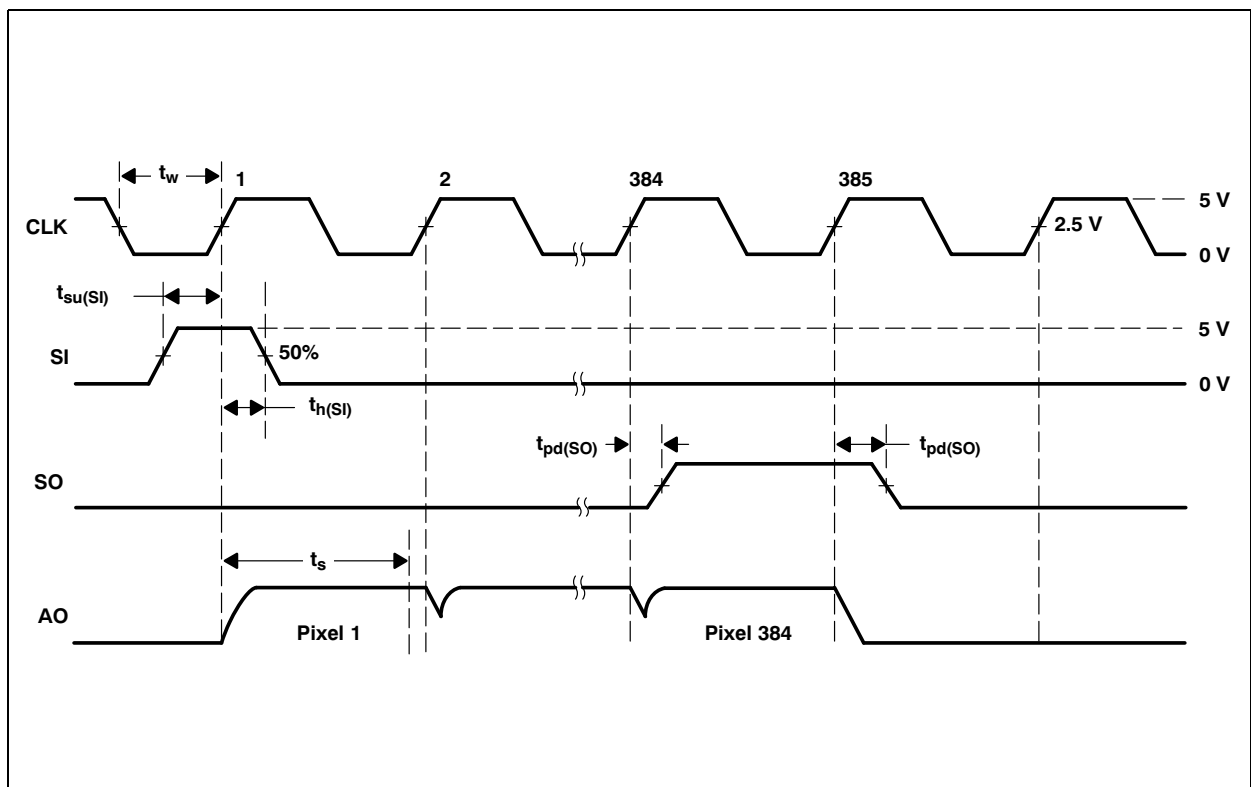 tw
1
2
384
385
5 V
CLK
2.5 V
0 V
tsu(SI)
5 V
SI
50%
0 V
th(SI)
tpd(SO)
tpd(SO)
SO
ts
AO
Pixel 1
Pixel 384